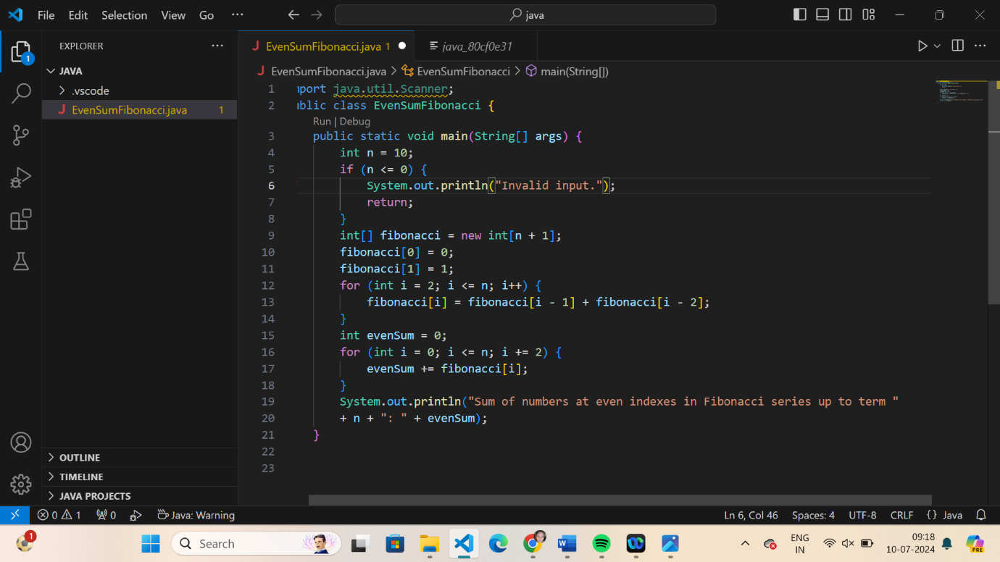 File Edit Selection View Go ··· java
EXPLORER ···
JAVA
.vscode
EvenSumFibonacci.java 1
OUTLINE
TIMELINE
JAVA PROJECTS
1
EvenSumFibonacci.java 1
java_80cf0e31
EvenSumFibonacci.java > EvenSumFibonacci > main(String[])
1 port java.util.Scanner;
2 blic class EvenSumFibonacci {
Run | Debug
3 public static void main(String[] args) {
4 int n = 10;
5 if (n <= 0) {
6 System.out.println("Invalid input.");
7 return;
8 }
9 int[] fibonacci = new int[n + 1];
10 fibonacci[0] = 0;
11 fibonacci[1] = 1;
12 for (int i = 2; i <= n; i++) {
13 fibonacci[i] = fibonacci[i - 1] + fibonacci[i - 2];
14 }
15 int evenSum = 0;
16 for (int i = 0; i <= n; i += 2) {
17 evenSum += fibonacci[i];
18 }
19 System.out.println("Sum of numbers at even indexes in Fibonacci series up to term "
20 + n + ": " + evenSum);
21 }
22
23
0 1 0 Java: Warning Ln 6, Col 46 Spaces: 4 UTF-8 CRLF {} Java
1 Search ENG 09:18
IN 10-07-2024
PRE